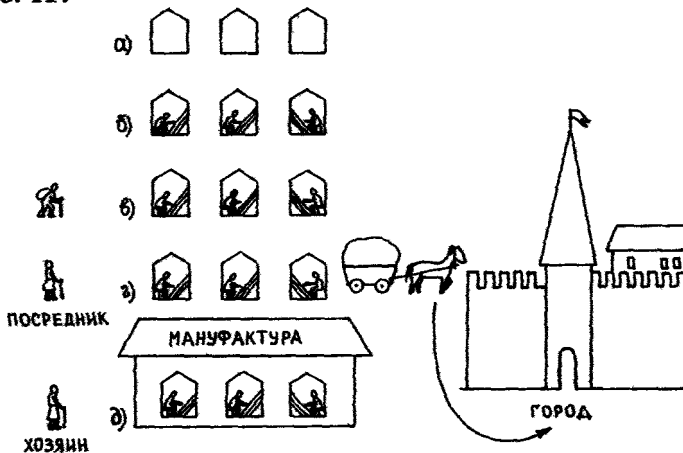 а)
б)
в)
г)
ПОСРЕДНИК
МАНУФАКТУРА
д)
ХОЗЯИН
ГОРОД